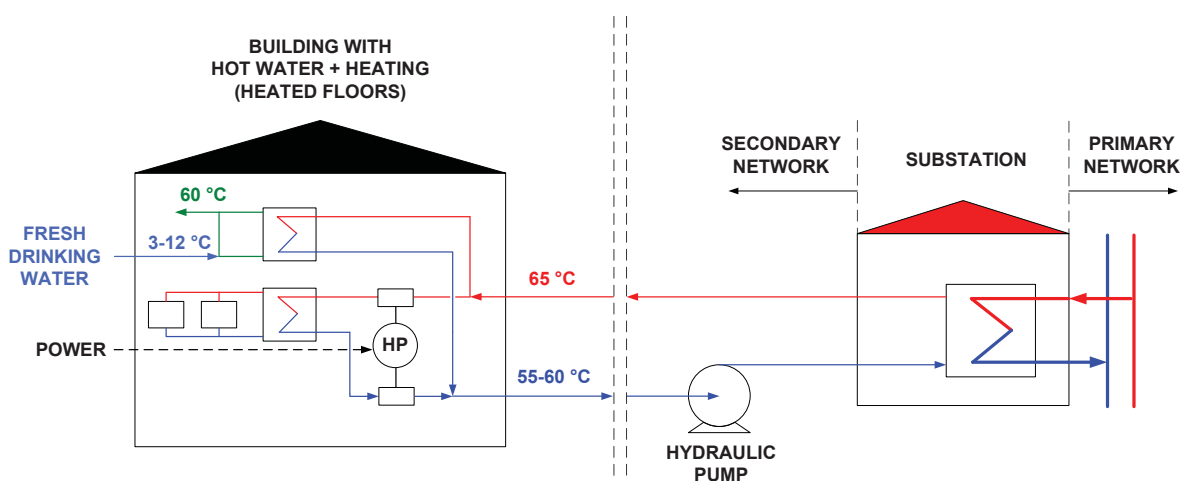 BUILDING WITH
HOT WATER + HEATING
(HEATED FLOORS)
SECONDARY
NETWORK
SUBSTATION
PRIMARY
NETWORK
60 °C
FRESH
DRINKING
WATER
3-12 °C
65 °C
POWER
HP
55-60 °C
HYDRAULIC
PUMP